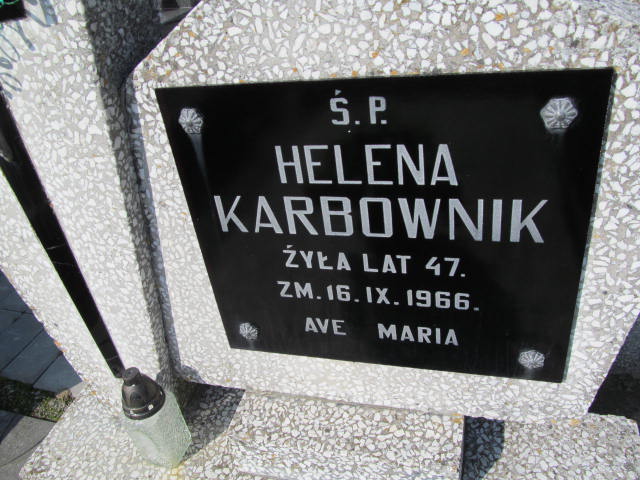 Ś.P.
HELENA
KARBOWNIK
ŻYŁA LAT 47.
ZM.16.IX.1966.
AVE MARIA